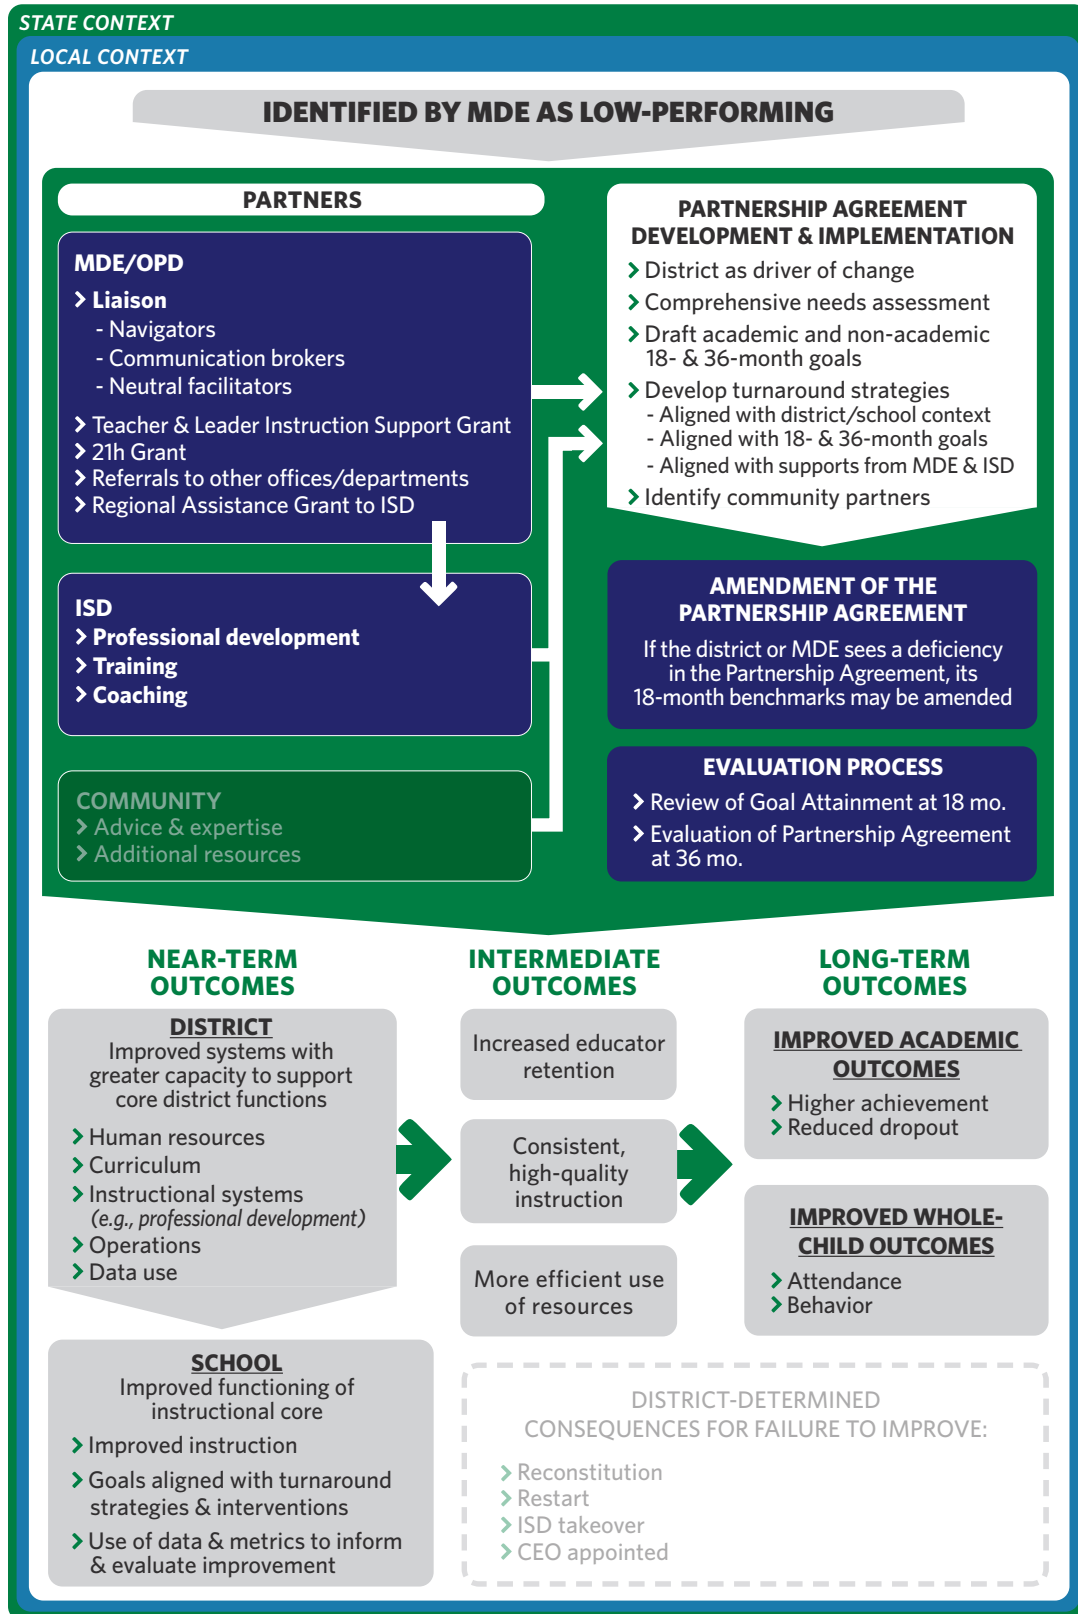 STATE CONTEXT
LOCAL CONTEXT
IDENTIFIED BY MDE AS LOW-PERFORMING
PARTNERS
MDE/OPD
Liaison
- Navigators
- Communication brokers
- Neutral facilitators
Teacher & Leader Instruction Support Grant
21h Grant
Referrals to other offices/departments
Regional Assistance Grant to ISD
ISD
Professional development
Training
Coaching
COMMUNITY
Advice & expertise
Additional resources
PARTNERSHIP AGREEMENT
DEVELOPMENT & IMPLEMENTATION
District as driver of change
Comprehensive needs assessment
Draft academic and non-academic
18- & 36-month goals
Develop turnaround strategies
- Aligned with district/school context
- Aligned with 18- & 36-month goals
- Aligned with supports from MDE & ISD
Identify community partners
AMENDMENT OF THE
PARTNERSHIP AGREEMENT
If the district or MDE sees a deficiency
in the Partnership Agreement, its
18-month benchmarks may be amended
EVALUATION PROCESS
Review of Goal Attainment at 18 mo.
Evaluation of Partnership Agreement
at 36 mo.
NEAR-TERM
OUTCOMES
DISTRICT
Improved systems with
greater capacity to support
core district functions
Human resources
Curriculum
Instructional systems
(e.g., professional development)
Operations
Data use
SCHOOL
Improved functioning of
instructional core
Improved instruction
Goals aligned with turnaround
strategies & interventions
Use of data & metrics to inform
& evaluate improvement
INTERMEDIATE
OUTCOMES
Increased educator
retention
Consistent,
high-quality
instruction
More efficient use
of resources
LONG-TERM
OUTCOMES
IMPROVED ACADEMIC
OUTCOMES
Higher achievement
Reduced dropout
IMPROVED WHOLE-
CHILD OUTCOMES
Attendance
Behavior
DISTRICT-DETERMINED
CONSEQUENCES FOR FAILURE TO IMPROVE:
Reconstitution
Restart
ISD takeover
CEO appointed